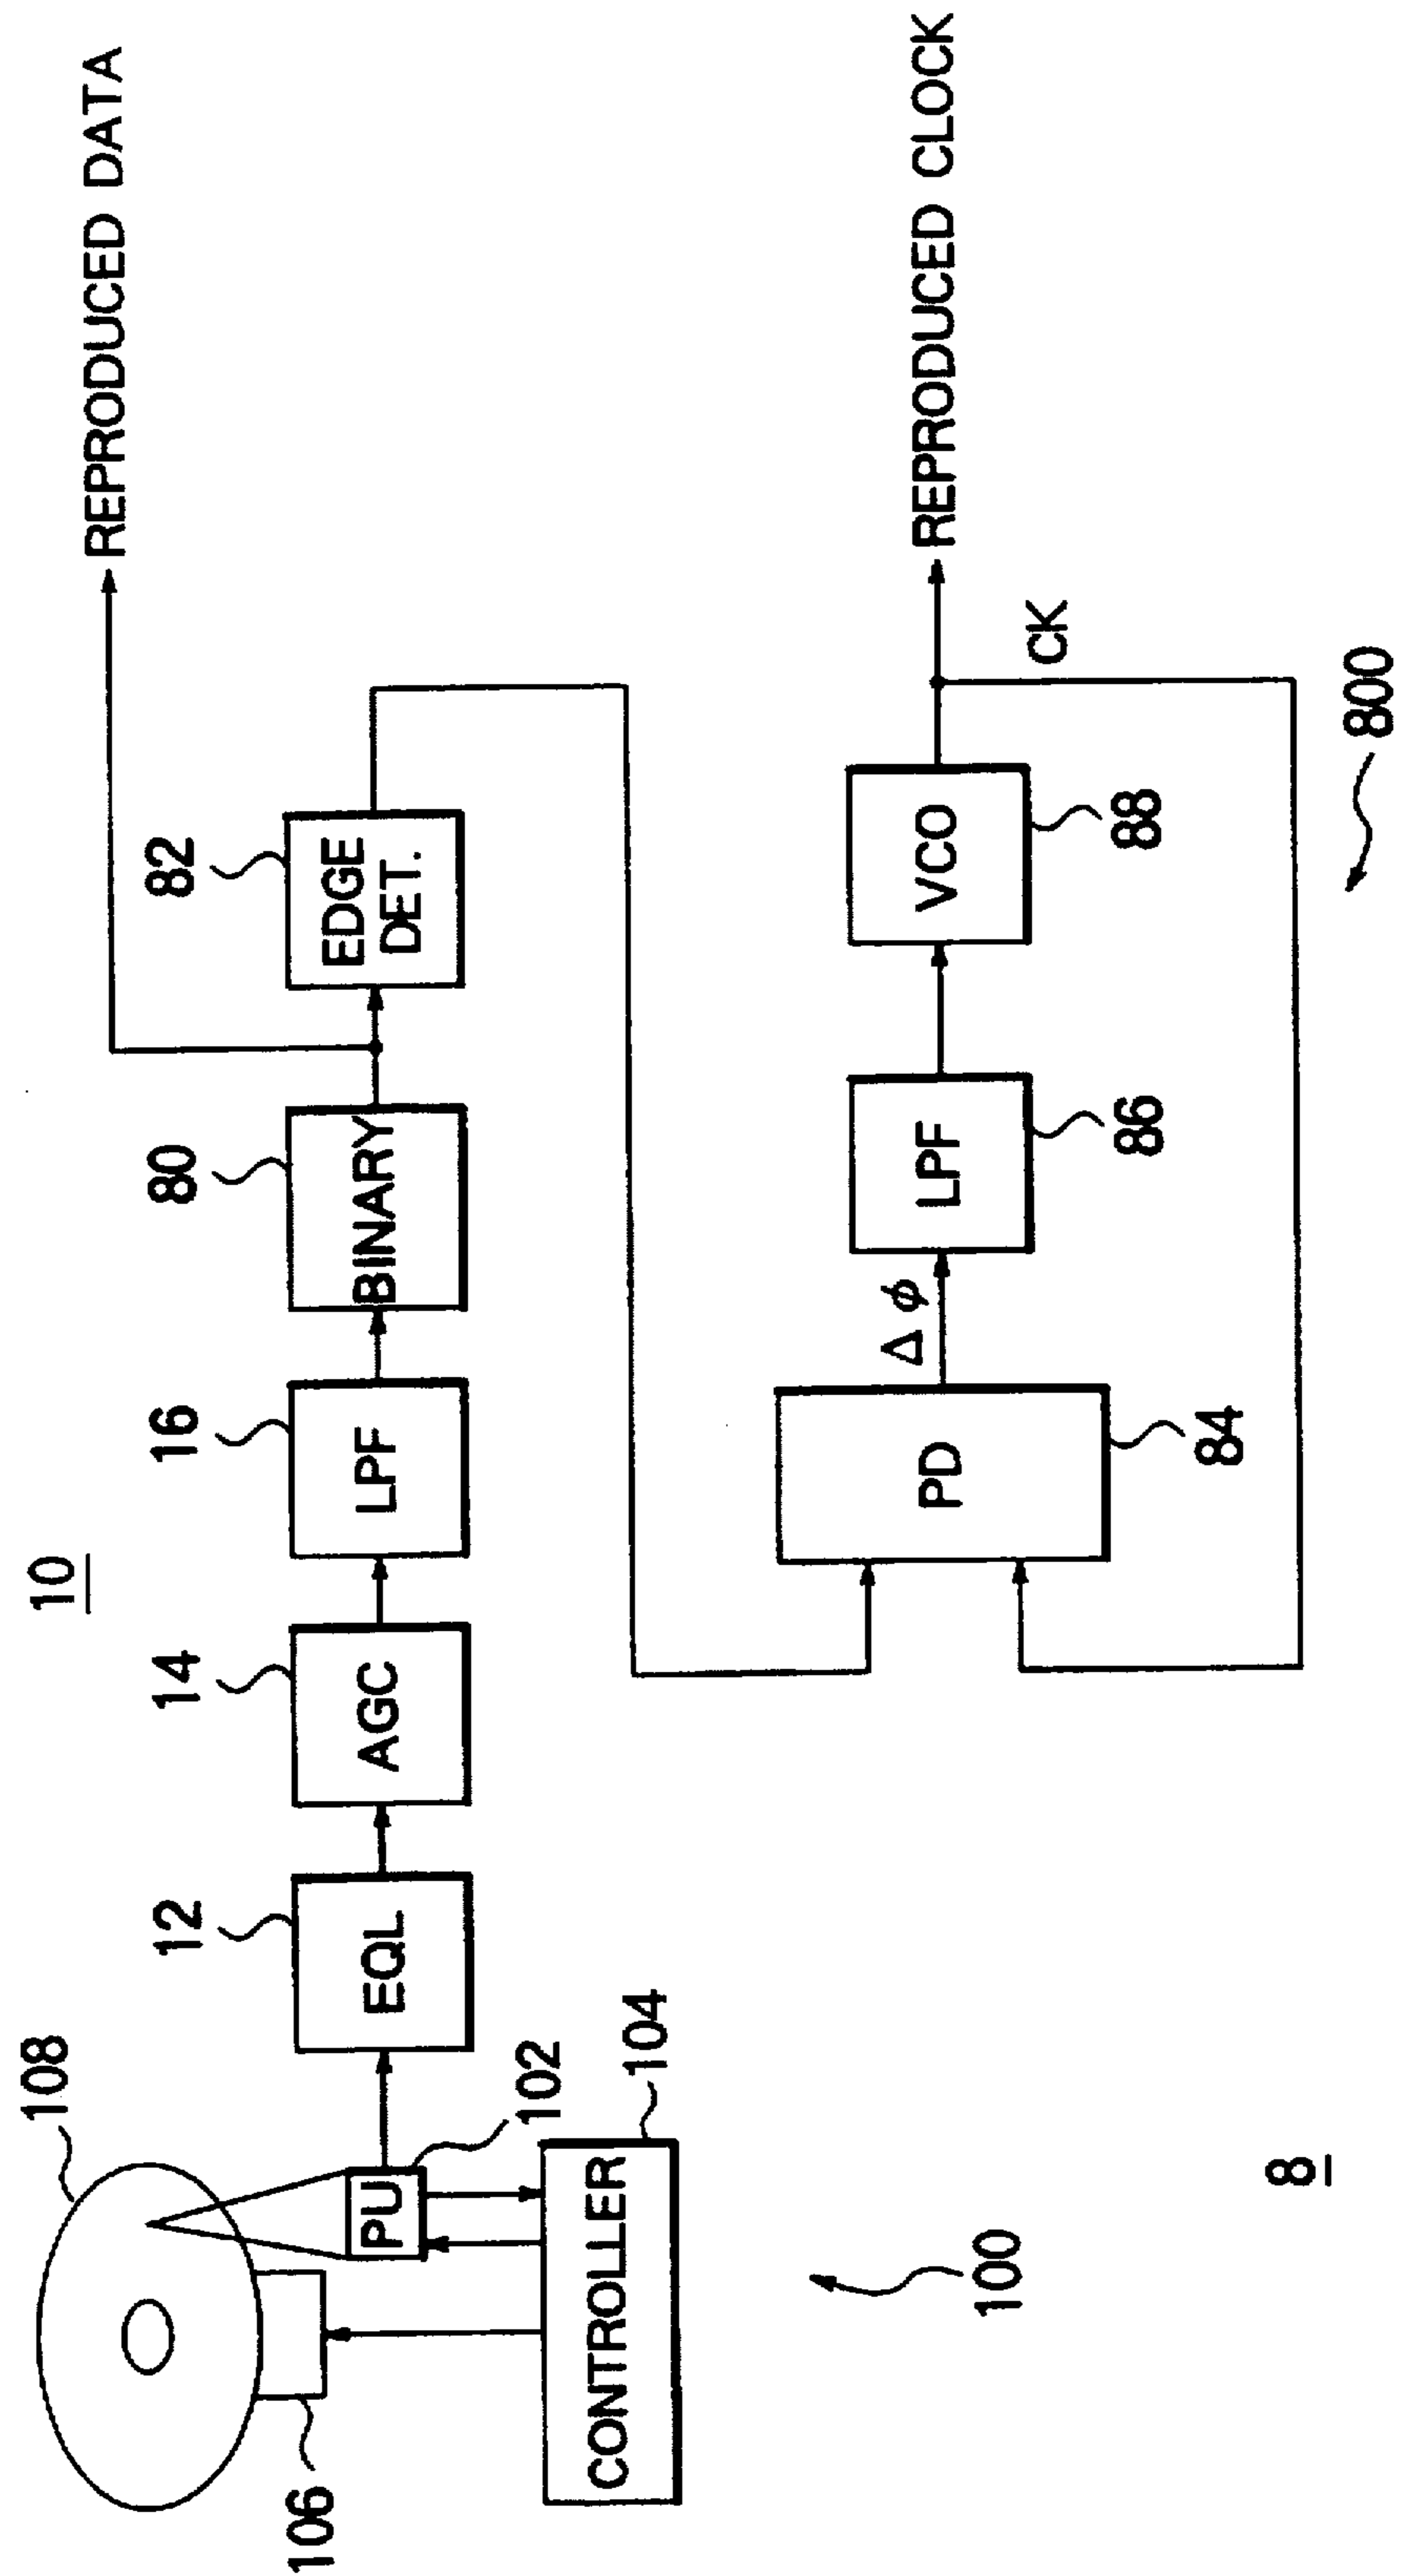 REPRODUCED DATA
10
108
12
14
16
80
82
EQL
AGC
LPF
BINARY
EDGE
DET.
106
PU
102
CONTROLLER
104
REPRODUCED CLOCK
PD
Δφ
LPF
VCO
CK
84
86
88
100
8
800